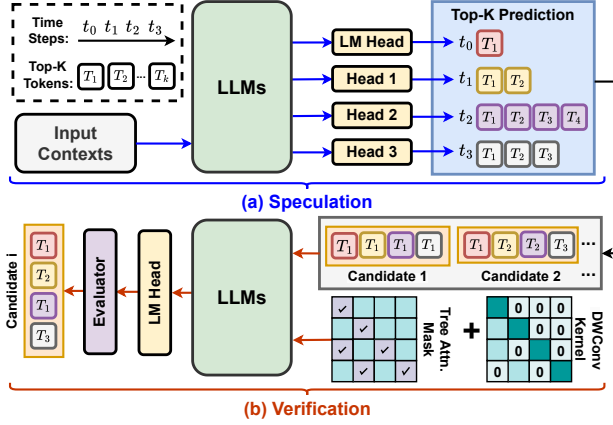 Time Steps: t0 t1 t2 t3
Top-K Tokens: T1 T2 ... Tk
Input Contexts
LLMs
LM Head
Head 1
Head 2
Head 3
Top-K Prediction
t0 T1
t1 T1 T2
t2 T1 T2 T3 T4
t3 T1 T2 T3
(a) Speculation
Candidate i
T1
T2
T1
T3
Evaluator
LM Head
LLMs
T1 T1 T1 T1
Candidate 1
T1 T2 T2 T3
Candidate 2
...
...
✓
✓
✓ ✓
✓ ✓
Tree Attn. Mask
+
0 0 0
0 0 0
0 0 0
0 0 0
DWConv Kernel
(b) Verification